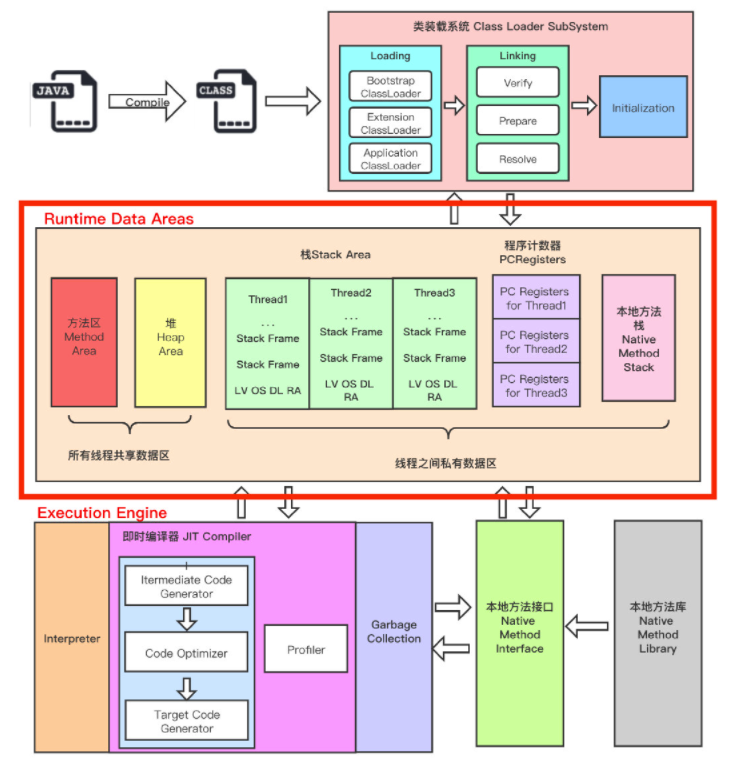 类装载系统 Class Loader SubSystem
JAVA
Compile
CLASS
Loading
Bootstrap
ClassLoader
Extension
ClassLoader
Application
ClassLoader
Linking
Verify
Prepare
Resolve
Initialization
Runtime Data Areas
方法区
Method
Area
堆
Heap
Area
所有线程共享数据区
栈Stack Area
Thread1
...
Stack Frame
Stack Frame
LV OS DL RA
Thread2
...
Stack Frame
Stack Frame
LV OS DL
RA
Thread3
...
Stack Frame
Stack Frame
LV OS DL
RA
程序计数器
PCRegisters
PC Registers
for Thread1
PC Registers
for Thread2
PC Registers
for Thread3
本地方法
栈
Native
Method
Stack
线程之间私有数据区
Execution Engine
Interpreter
即时编译器 JIT Compiler
Itermediate Code
Generator
Code Optimizer
Target Code
Generator
Profiler
Garbage
Collection
本地方法接口
Native
Method
Interface
本地方法库
Native
Method
Library